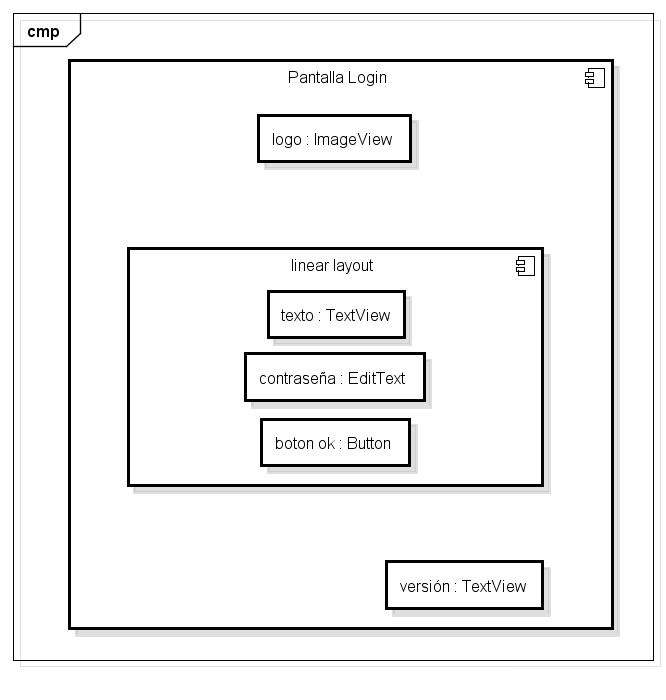 cmp
Pantalla Login
logo : ImageView
linear layout
texto : TextView
contraseña : EditText
boton ok : Button
versión : TextView